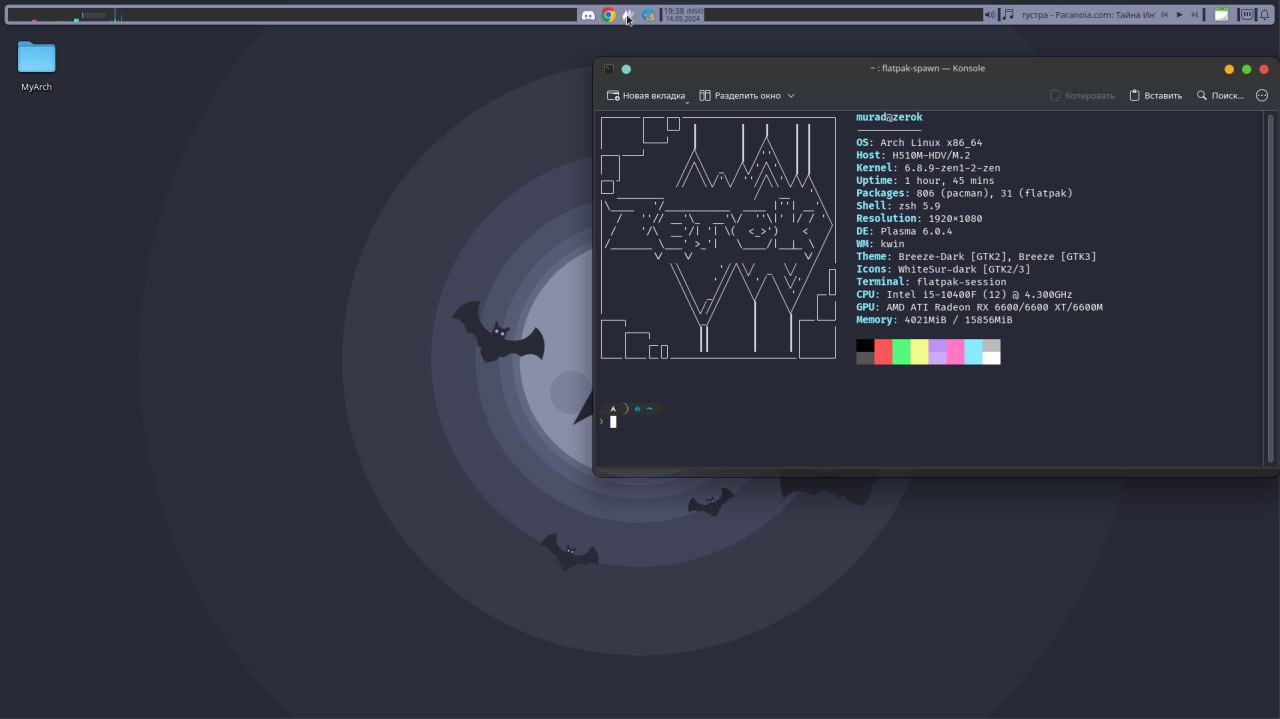 19:38 (MSK)
14.05.2024
густра - Paranoia.com: Тайна Ин
MyArch
~ : flatpak-spawn — Konsole
Новая вкладка
Разделить окно
Копировать
Вставить
Поиск...
murad@zerok
OS: Arch Linux x86_64
Host: H510M-HDV/M.2
Kernel: 6.8.9-zen1-2-zen
Uptime: 1 hour, 45 mins
Packages: 806 (pacman), 31 (flatpak)
Shell: zsh 5.9
Resolution: 1920×1080
DE: Plasma 6.0.4
WM: kwin
Theme: Breeze-Dark [GTK2], Breeze [GTK3]
Icons: WhiteSur-dark [GTK2/3]
Terminal: flatpak-session
CPU: Intel i5-10400F (12) @ 4.300GHz
GPU: AMD ATI Radeon RX 6600/6600 XT/6600M
Memory: 4021MiB / 15856MiB
~